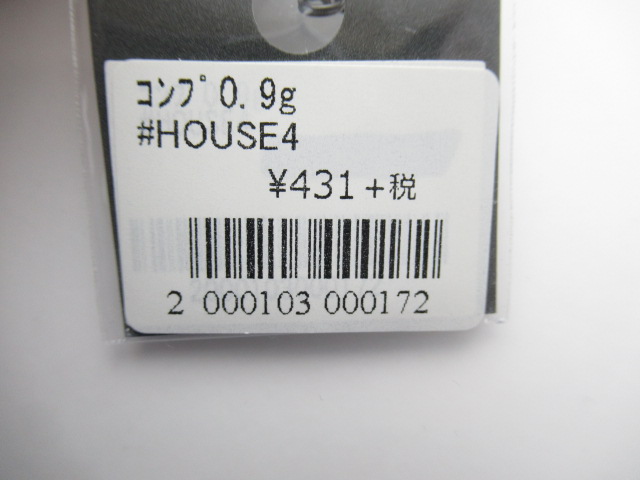 ｺﾝﾌﾟ0.9g
#HOUSE4
¥431+税
2 000103 000172